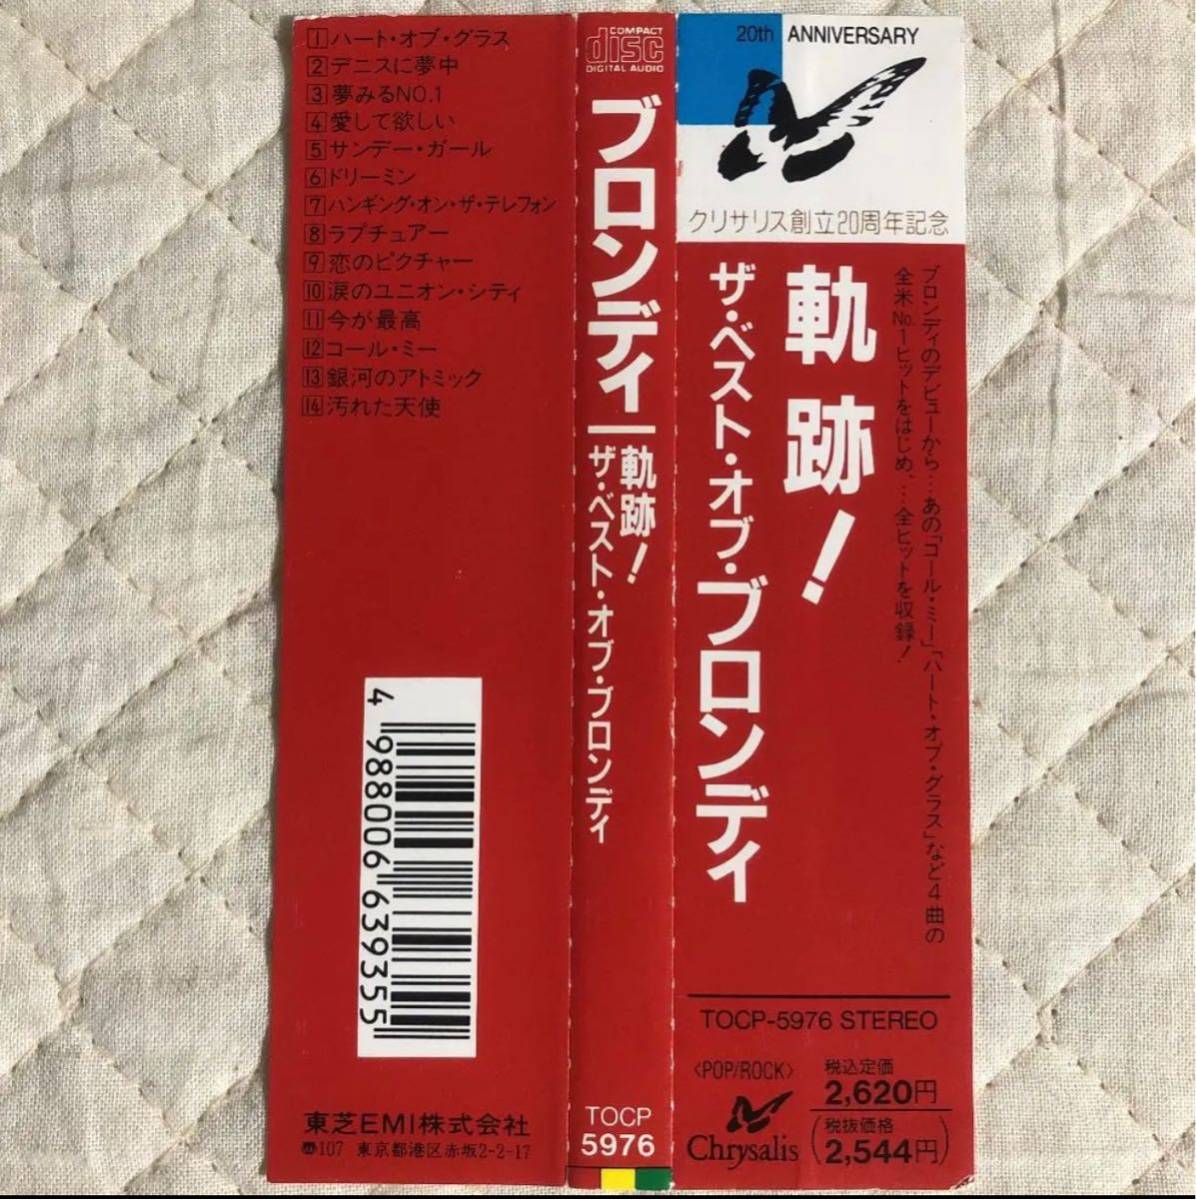 1 ハート・オブ・グラス
2 デニスに夢中
3 夢みるNO.1
4 愛して欲しい
5 サンデー・ガール
6 ドリーミン
7 ハンギング・オン・ザ・テレフォン
8 ラプチュアー
9 恋のピクチャー
10 涙のユニオン・シティ
11 今が最高
12 コール・ミー
13 銀河のアトミック
14 汚れた天使
4 988006 639355
東芝EMI株式会社
〠107 東京都港区赤坂2-2-17
COMPACT
disc
DIGITAL AUDIO
ブロンディ
軌跡!
ザ・ベスト・オブ・ブロンディ
TOCP
5976
20th ANNIVERSARY
クリサリス創立20周年記念
ブロンディのデビューから…あの「コール・ミー」「ハート・オブ・グラス」など4曲の
全米No.1ヒットをはじめ、…全ヒットを収録!
軌跡!
ザ・ベスト・オブ・ブロンディ
TOCP-5976 STEREO
〈POP/ROCK〉
Chrysalis
税込定価
2,620円
(税抜価格
2,544円)